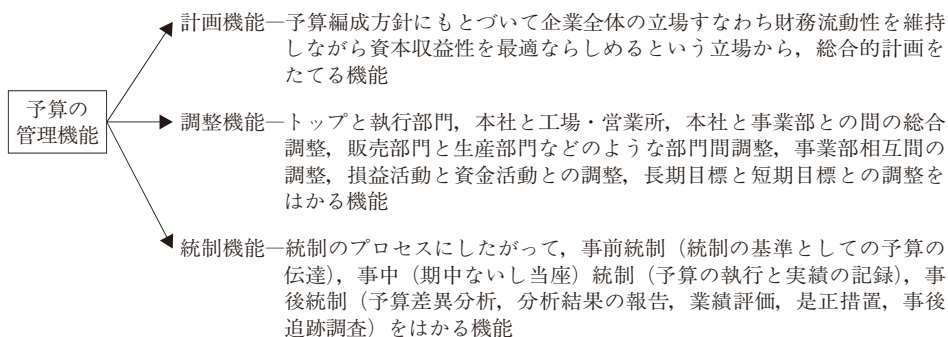 計画機能―予算編成方針にもとづいて企業全体の立場すなわち財務流動性を維持
しながら資本収益性を最適ならしめるという立場から，総合的計画を
たてる機能
予算の
管理機能
調整機能―トップと執行部門，本社と工場・営業所，本社と事業部との間の総合
調整，販売部門と生産部門などのような部門間調整，事業部相互間の
調整，損益活動と資金活動との調整，長期目標と短期目標との調整を
はかる機能
統制機能―統制のプロセスにしたがって，事前統制（統制の基準としての予算の
伝達），事中（期中ないし当座）統制（予算の執行と実績の記録），事
後統制（予算差異分析，分析結果の報告，業績評価，是正措置，事後
追跡調査）をはかる機能